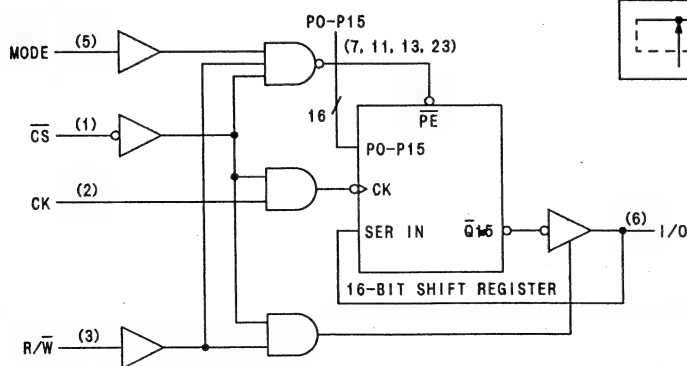 PO-P15
MODE (5)
(7, 11, 13, 23)
16
PE
CS (1)
PO-P15
CK (2)
CK
SER IN
Q15
(6)
I/O
16-BIT SHIFT REGISTER
R/W (3)